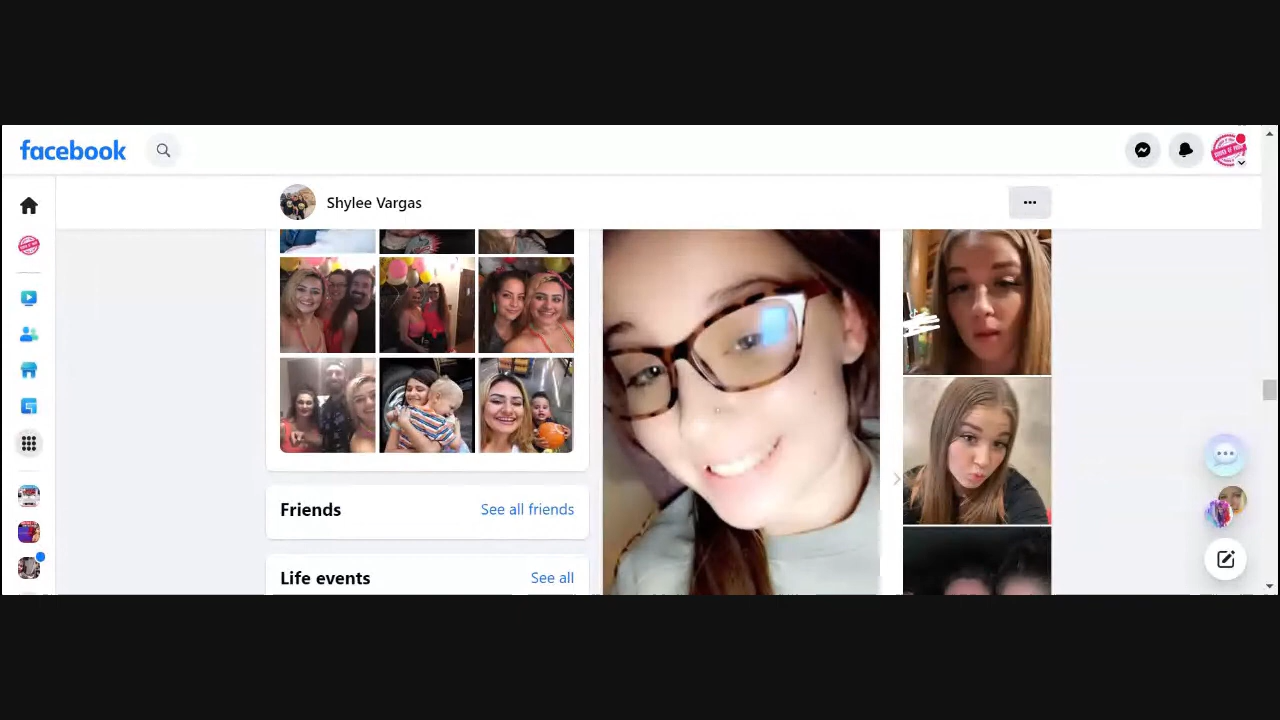 facebook
Shylee Vargas
Friends
See all friends
Life events
See all